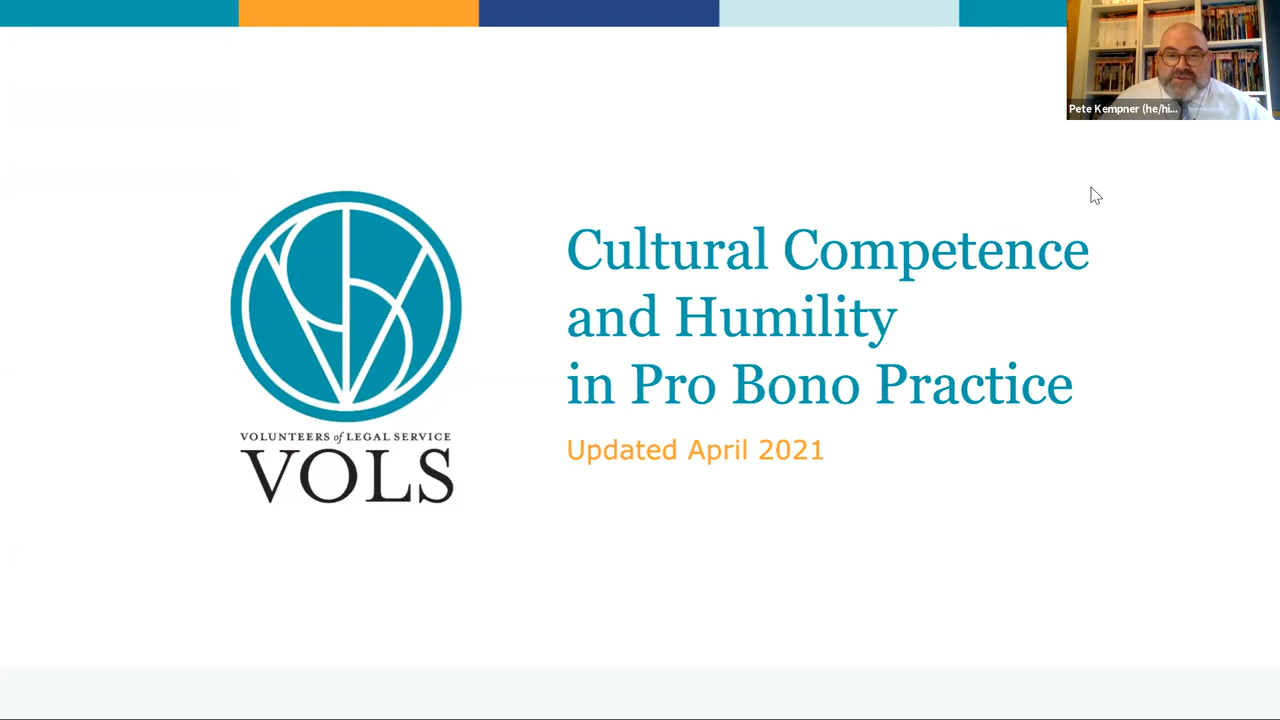 Pete Kempner (he/hi...
Cultural Competence
and Humility
in Pro Bono Practice
Updated April 2021
VOLUNTEERS of LEGAL SERVICE
VOLS